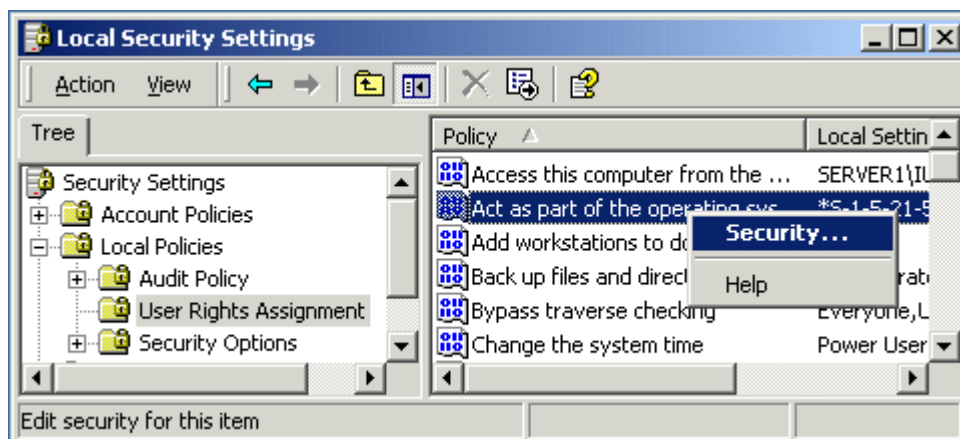 Local Security Settings
Action View
Tree
Policy Local Settin
Security Settings
Account Policies
Local Policies
Audit Policy
User Rights Assignment
Security Options
Access this computer from the ... SERVER1\IU
Act as part of the operating sys *S-1-5-21-5
Add workstations to do
Back up files and direct rat
Bypass traverse checking Everyone,L
Change the system time Power User
Security...
Help
Edit security for this item